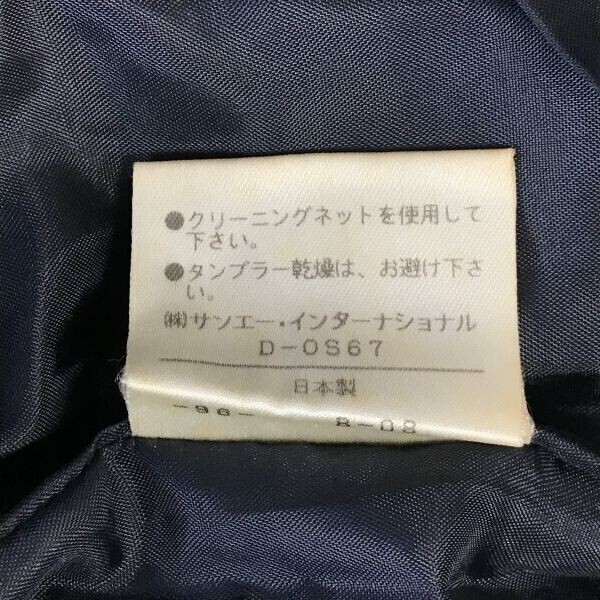 ●クリーニングネットを使用して
下さい。
●タンブラー乾燥は、お避け下さ
い。
㈱サンエー・インターナショナル
D-0S67
日本製
-96- R-08